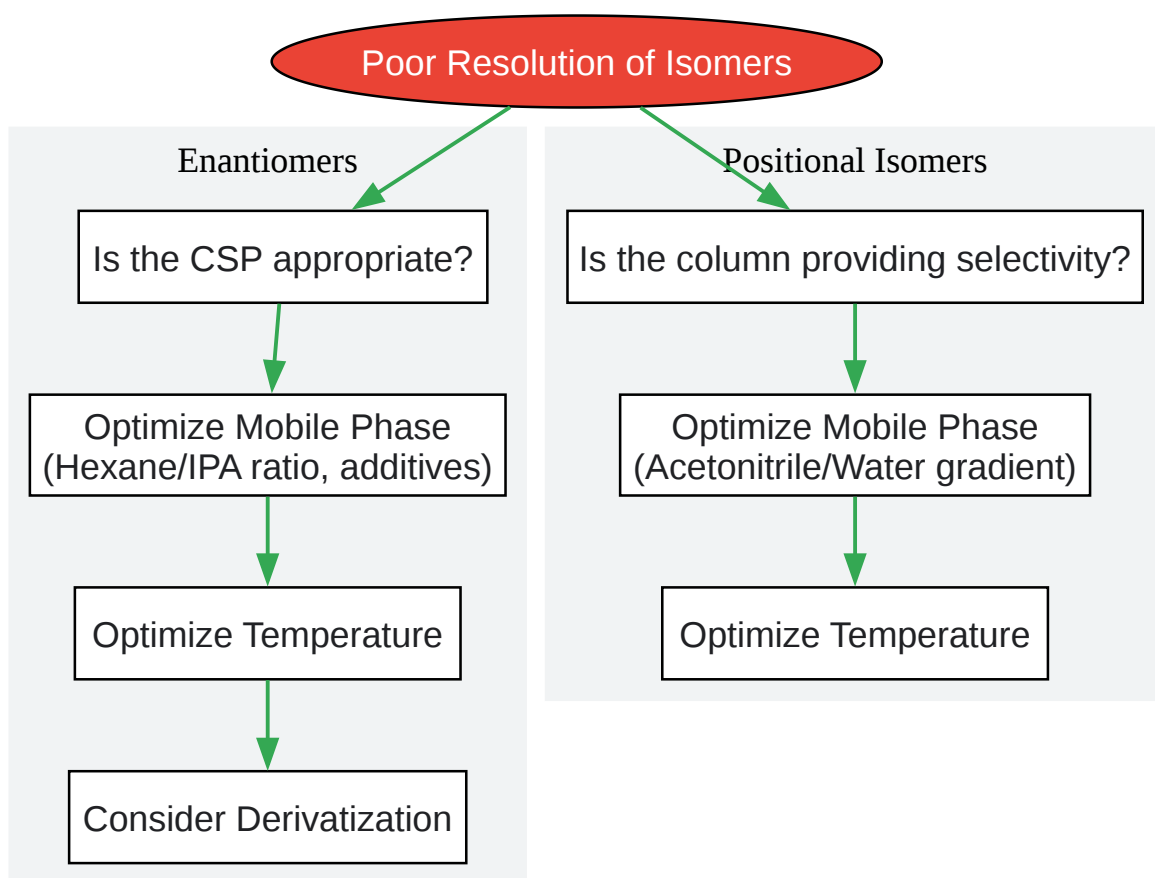 Poor Resolution of Isomers
Enantiomers
Is the CSP appropriate?
Optimize Mobile Phase
(Hexane/IPA ratio, additives)
Optimize Temperature
Consider Derivatization
Positional Isomers
Is the column providing selectivity?
Optimize Mobile Phase
(Acetonitrile/Water gradient)
Optimize Temperature